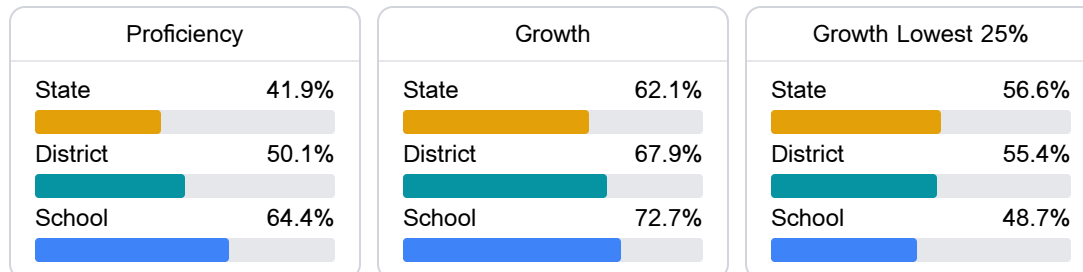 Proficiency
State 41.9%
District 50.1%
School 64.4%
Growth
State 62.1%
District 67.9%
School 72.7%
Growth Lowest 25%
State 56.6%
District 55.4%
School 48.7%